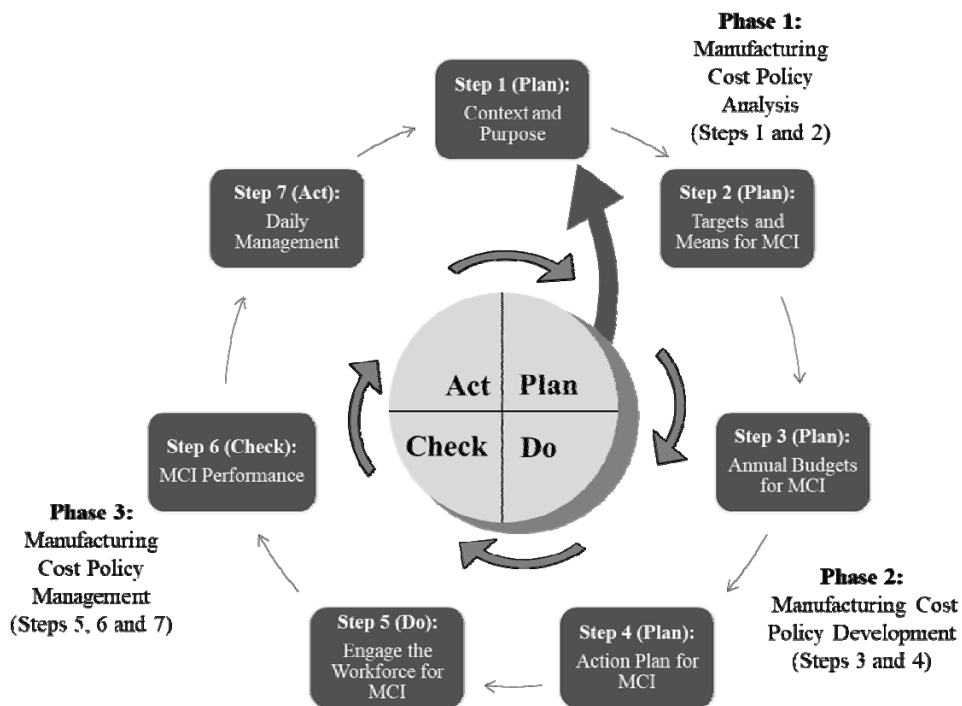 Phase 1:
Manufacturing
Cost Policy
Analysis
(Steps 1 and 2)
Step 1 (Plan):
Context and
Purpose
Step 2 (Plan):
Targets and
Means for MCI
Step 3 (Plan):
Annual Budgets
for MCI
Phase 2:
Manufacturing Cost
Policy Development
(Steps 3 and 4)
Step 4 (Plan):
Action Plan for
MCI
Step 5 (Do):
Engage the
Workforce for
MCI
Phase 3:
Manufacturing
Cost Policy
Management
(Steps 5, 6 and 7)
Step 6 (Check):
MCI Performance
Step 7 (Act):
Daily
Management
Act
Plan
Check
Do